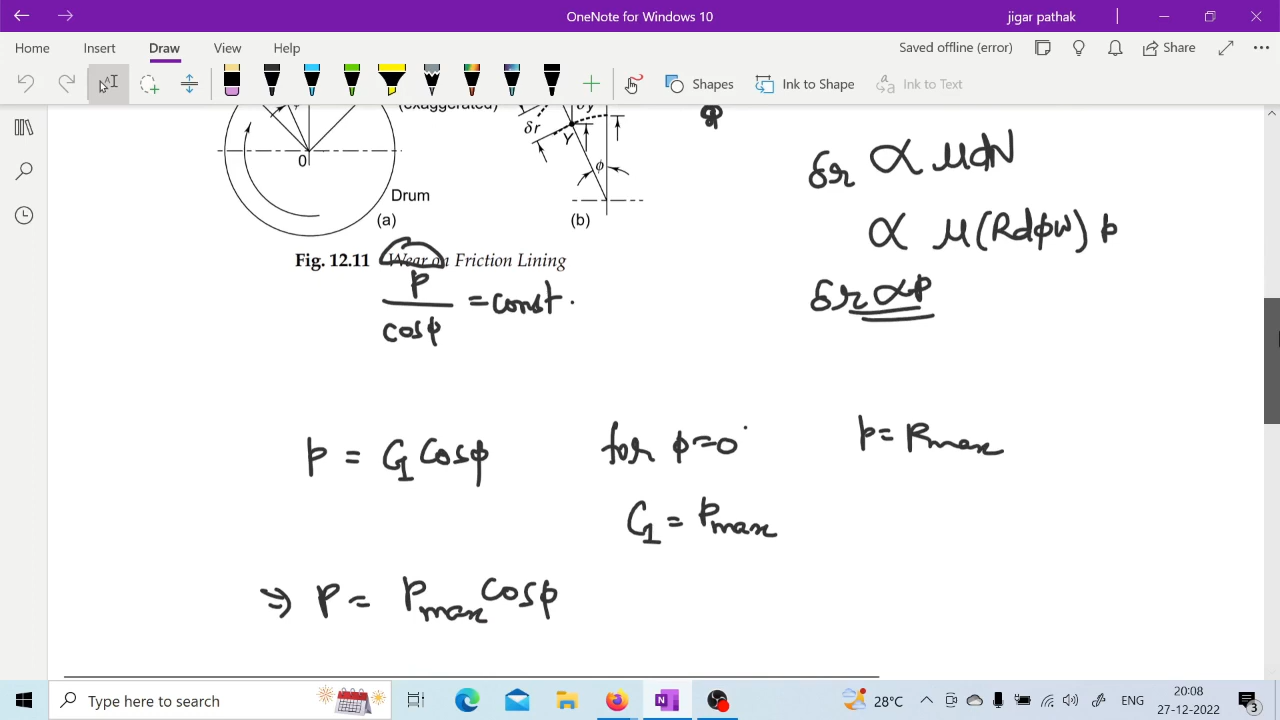 OneNote for Windows 10
jigar pathak
Home Insert Draw View Help
Saved offline (error)
Share
Shapes
Ink to Shape
Ink to Text
(exaggerated)
δr
δy
Y
φ
0
Drum
(a)
(b)
Fig. 12.11 Wear on Friction Lining
p/cosφ = const.
δr ∝ μdN
∝ μ(Rdφw) p
δr ∝ p
p = C1 cosφ
for φ=0°
p = Pmax
C1 = Pmax
⇒ P = Pmax cosφ
Type here to search
28°C
ENG
20:08
27-12-2022
3